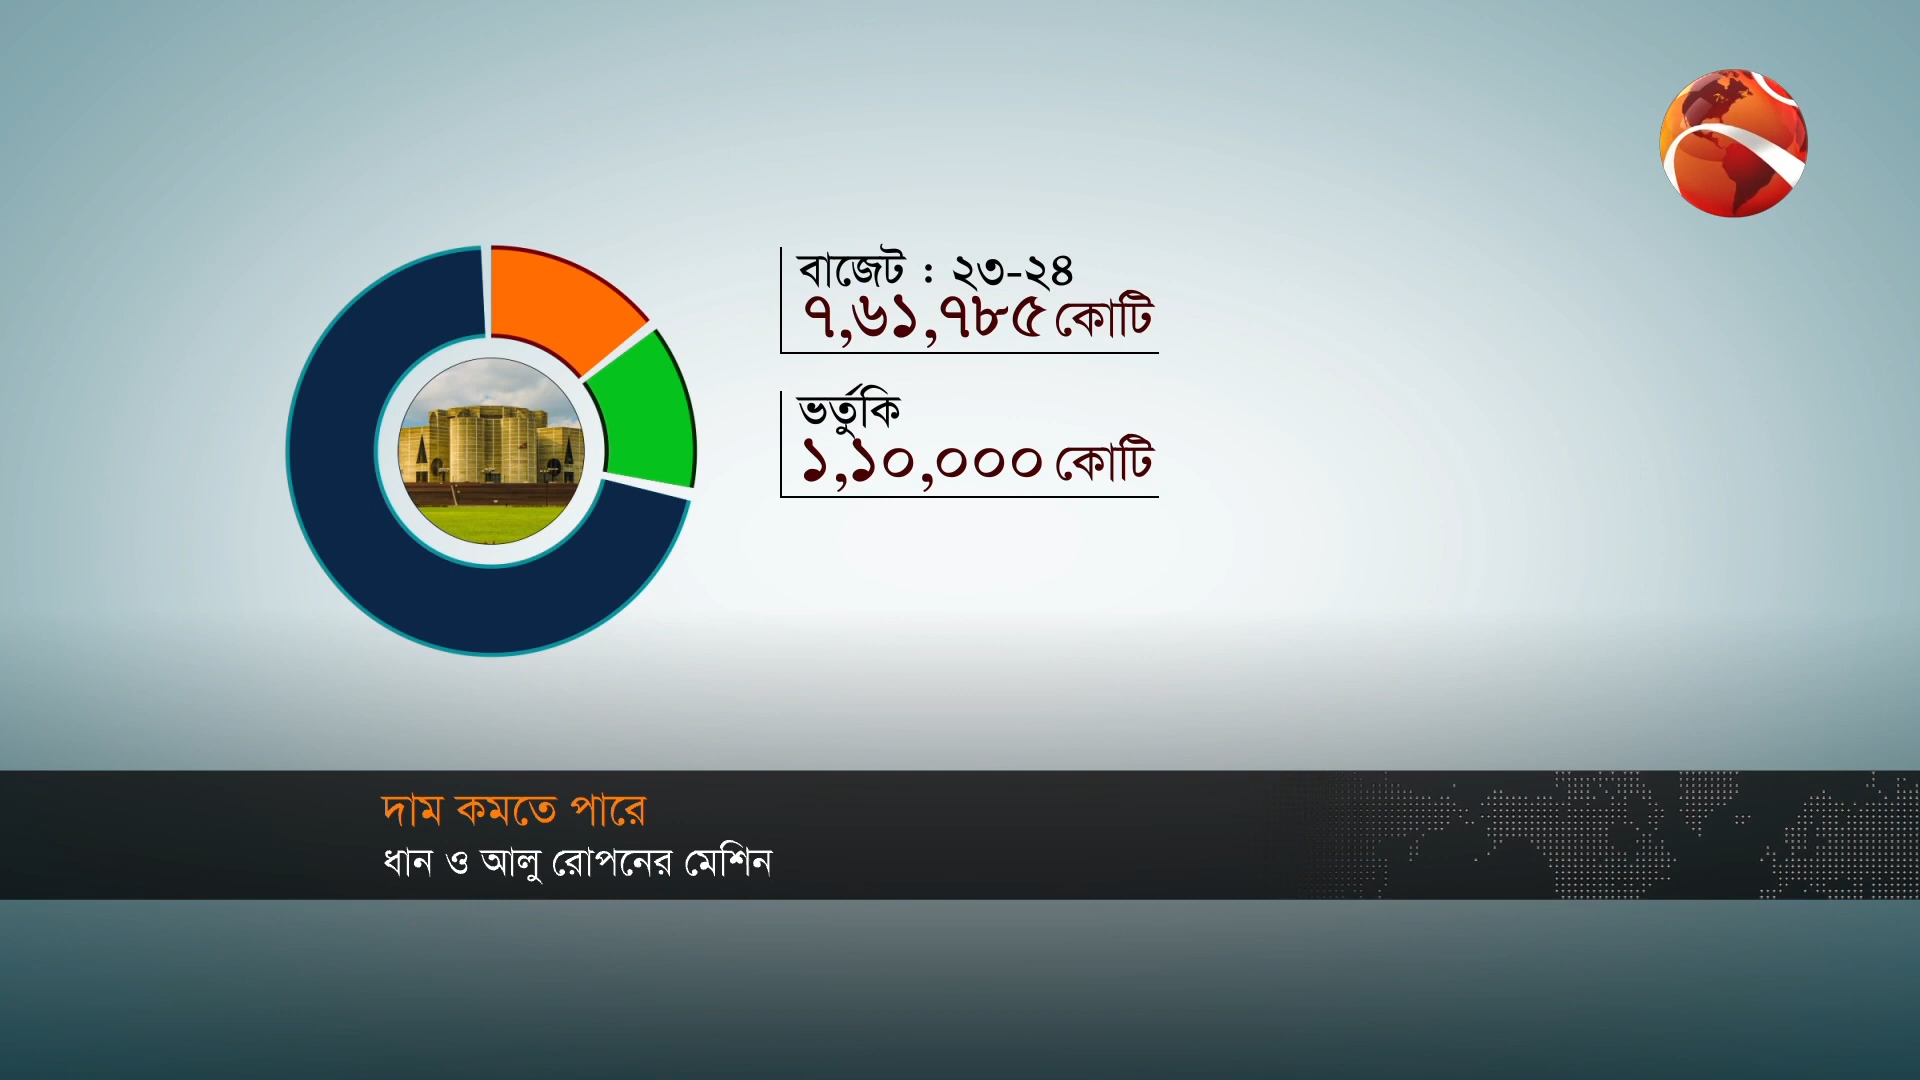 বাজেট : ২৩-২৪
৭,৬১,৭৮৫ কোটি
ভর্তুকি
১,১০,০০০ কোটি
দাম কমতে পারে
ধান ও আলু রোপনের মেশিন